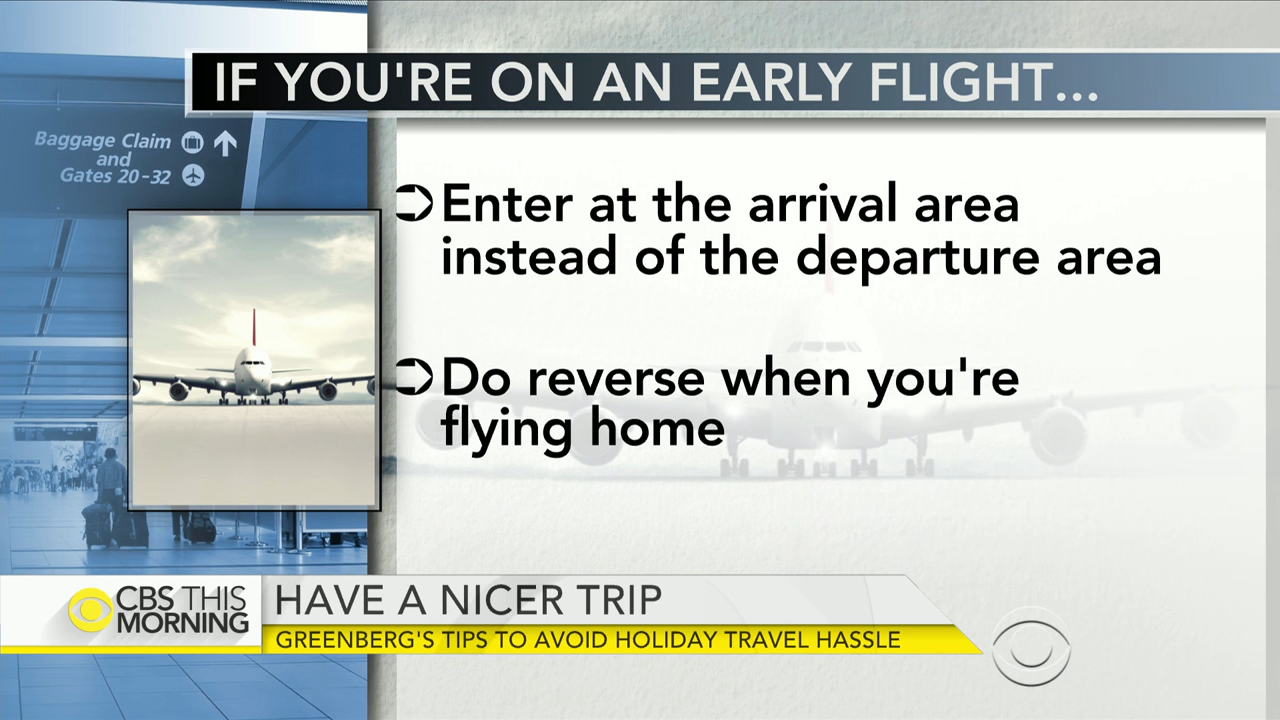 IF YOU'RE ON AN EARLY FLIGHT...
Baggage Claim
and
Gates 20-32
➲Enter at the arrival area
instead of the departure area
➲Do reverse when you're
flying home
CBS THIS
MORNING
HAVE A NICER TRIP
GREENBERG'S TIPS TO AVOID HOLIDAY TRAVEL HASSLE